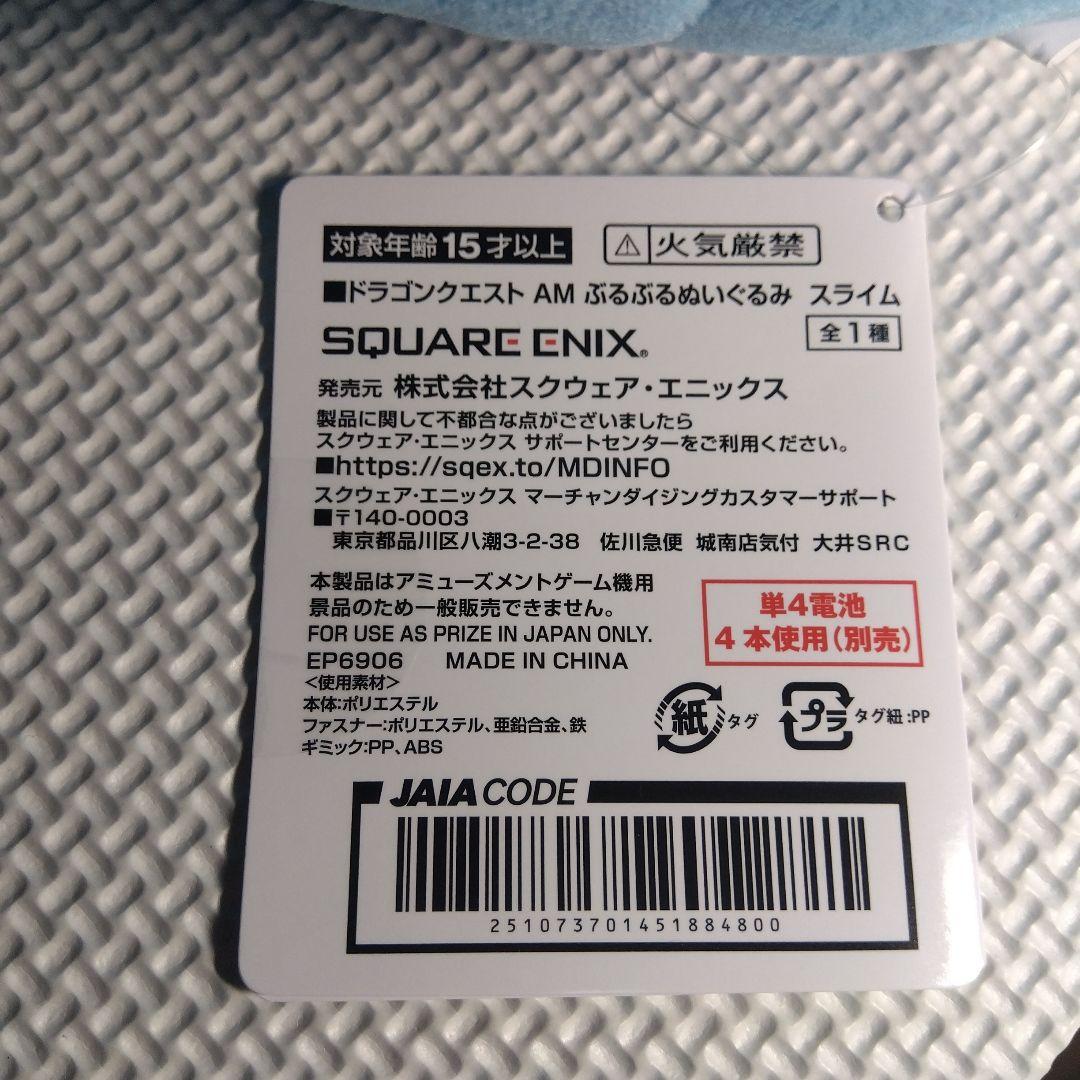 対象年齢15才以上
⚠火気厳禁
■ドラゴンクエスト AM ぶるぶるぬいぐるみ スライム
全1種
SQUARE ENIX®
発売元 株式会社スクウェア・エニックス
製品に関して不都合な点がございましたら
スクウェア・エニックス サポートセンターをご利用ください。
■https://sqex.to/MDINFO
スクウェア・エニックス マーチャンダイジングカスタマーサポート
■〒140-0003
東京都品川区八潮3-2-38 佐川急便 城南店気付 大井SRC
本製品はアミューズメントゲーム機用
景品のため一般販売できません。
FOR USE AS PRIZE IN JAPAN ONLY.
EP6906 MADE IN CHINA
単4電池
4本使用(別売)
<使用素材>
本体:ポリエステル
ファスナー:ポリエステル、亜鉛合金、鉄
ギミック:PP、ABS
紙 タグ
プラ タグ紐:PP
JAIA CODE
251073701451884800